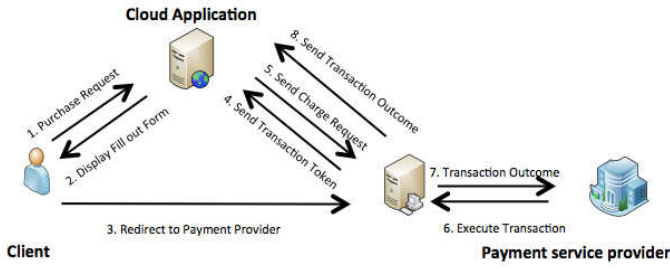 Cloud Application
1. Purchase Request
2. Display Fill out Form
8. Send Transaction Outcome
5. Send Charge Request
4. Send Transaction Token
7. Transaction Outcome
3. Redirect to Payment Provider
6. Execute Transaction
Client
Payment service provider